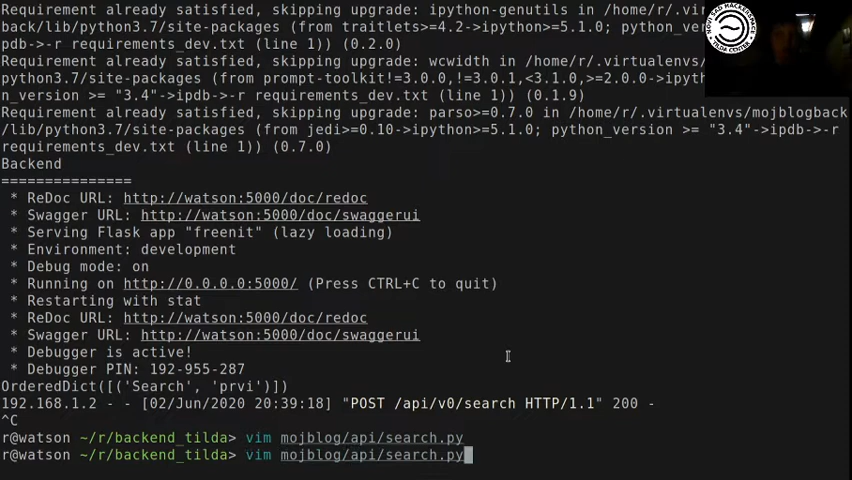 Requirement already satisfied, skipping upgrade: ipython-genutils in /home/r/.vir
back/lib/python3.7/site-packages (from traitlets>=4.2->ipython>=5.1.0; python_ver
pdb->-r requirements_dev.txt (line 1)) (0.2.0)
Requirement already satisfied, skipping upgrade: wcwidth in /home/r/.virtualenvs/
python3.7/site-packages (from prompt-toolkit!=3.0.0,!=3.0.1,<3.1.0,>=2.0.0->ipyth
n_version >= "3.4"->ipdb->-r requirements_dev.txt (line 1)) (0.1.9)
Requirement already satisfied, skipping upgrade: parso>=0.7.0 in /home/r/.virtualenvs/mojblogback
/lib/python3.7/site-packages (from jedi>=0.10->ipython>=5.1.0; python_version >= "3.4"->ipdb->-r
requirements_dev.txt (line 1)) (0.7.0)
Backend
===============
* ReDoc URL: http://watson:5000/doc/redoc
* Swagger URL: http://watson:5000/doc/swaggerui
* Serving Flask app "freenit" (lazy loading)
* Environment: development
* Debug mode: on
* Running on http://0.0.0.0:5000/ (Press CTRL+C to quit)
* Restarting with stat
* ReDoc URL: http://watson:5000/doc/redoc
* Swagger URL: http://watson:5000/doc/swaggerui
* Debugger is active!
* Debugger PIN: 192-955-287
OrderedDict([('Search', 'prvi')])
192.168.1.2 - - [02/Jun/2020 20:39:18] "POST /api/v0/search HTTP/1.1" 200 -
^C
r@watson ~/r/backend_tilda> vim mojblog/api/search.py
r@watson ~/r/backend_tilda> vim mojblog/api/search.py
TILDA CENTER